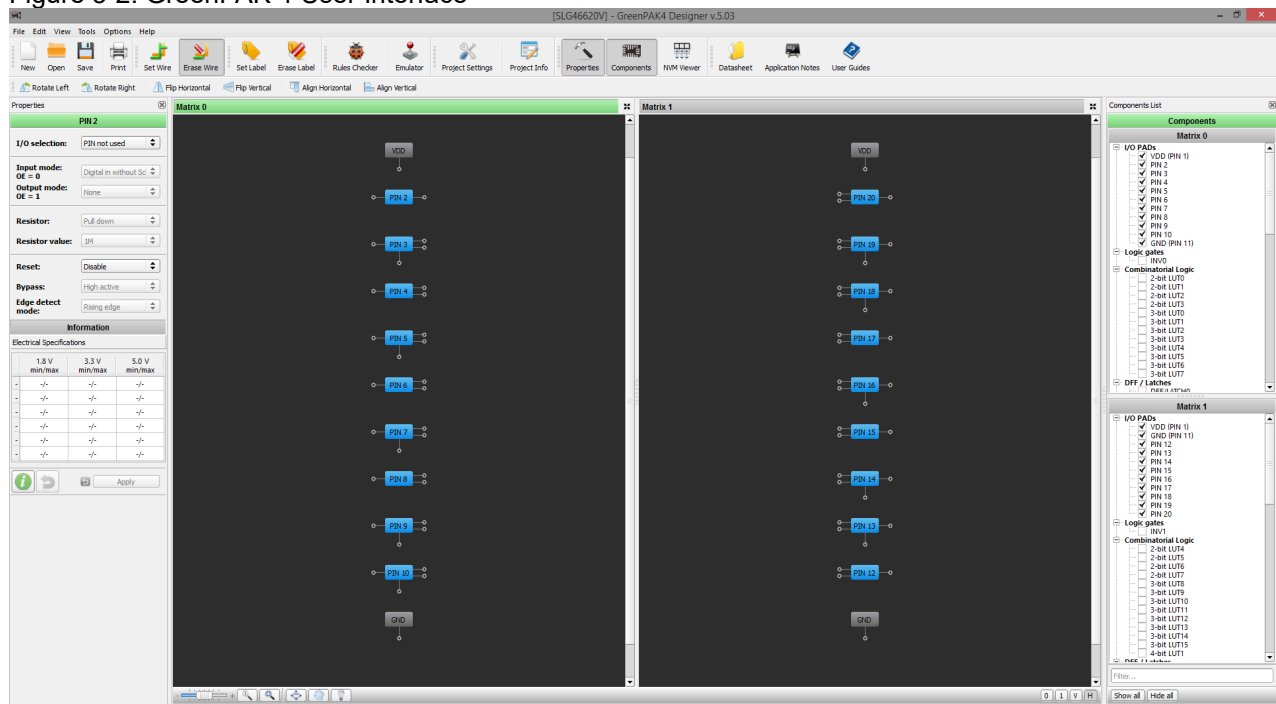 Figure 3-2. GreenPAK 4 User Interface
[SLG46620V] - GreenPAK4 Designer v.5.03
File Edit View Tools Options Help
New Open Save Print Set Wire Erase Wire Set Label Erase Label Rules Checker Emulator Project Settings Project Info Properties Components NVM Viewer Datasheet Application Notes User Guides
Rotate Left Rotate Right Flip Horizontal Flip Vertical Align Horizontal Align Vertical
Properties
PIN 2
I/O selection: PIN not used
Input mode:
OE = 0
Digital in without Sc
Output mode:
OE = 1
None
Resistor: Pull down
Resistor value: 1M
Reset: Disable
Bypass: High active
Edge detect
mode:
Rising edge
Information
Electrical Specifications
1.8 V 3.3 V 5.0 V
min/max min/max min/max
- -/- -/- -/-
- -/- -/- -/-
- -/- -/- -/-
- -/- -/- -/-
- -/- -/- -/-
- -/- -/- -/-
Apply
Matrix 0
VDD
PIN 2
PIN 3
PIN 4
PIN 5
PIN 6
PIN 7
PIN 8
PIN 9
PIN 10
GND
Matrix 1
VDD
PIN 20
PIN 19
PIN 18
PIN 17
PIN 16
PIN 15
PIN 14
PIN 13
PIN 12
GND
- +
0 1 V H
Components List
Components
Matrix 0
I/O PADs
VDD (PIN 1)
PIN 2
PIN 3
PIN 4
PIN 5
PIN 6
PIN 7
PIN 8
PIN 9
PIN 10
GND (PIN 11)
Logic gates
INV0
Combinatorial Logic
2-bit LUT0
2-bit LUT1
2-bit LUT2
2-bit LUT3
3-bit LUT0
3-bit LUT1
3-bit LUT2
3-bit LUT3
3-bit LUT4
3-bit LUT5
3-bit LUT6
3-bit LUT7
DFF / Latches
DFF/LATCH0
Matrix 1
I/O PADs
VDD (PIN 1)
GND (PIN 11)
PIN 12
PIN 13
PIN 14
PIN 15
PIN 16
PIN 17
PIN 18
PIN 19
PIN 20
Logic gates
INV1
Combinatorial Logic
2-bit LUT4
2-bit LUT5
2-bit LUT6
2-bit LUT7
3-bit LUT8
3-bit LUT9
3-bit LUT10
3-bit LUT11
3-bit LUT12
3-bit LUT13
3-bit LUT14
3-bit LUT15
4-bit LUT1
DFF / Latches
Filter...
Show all Hide all